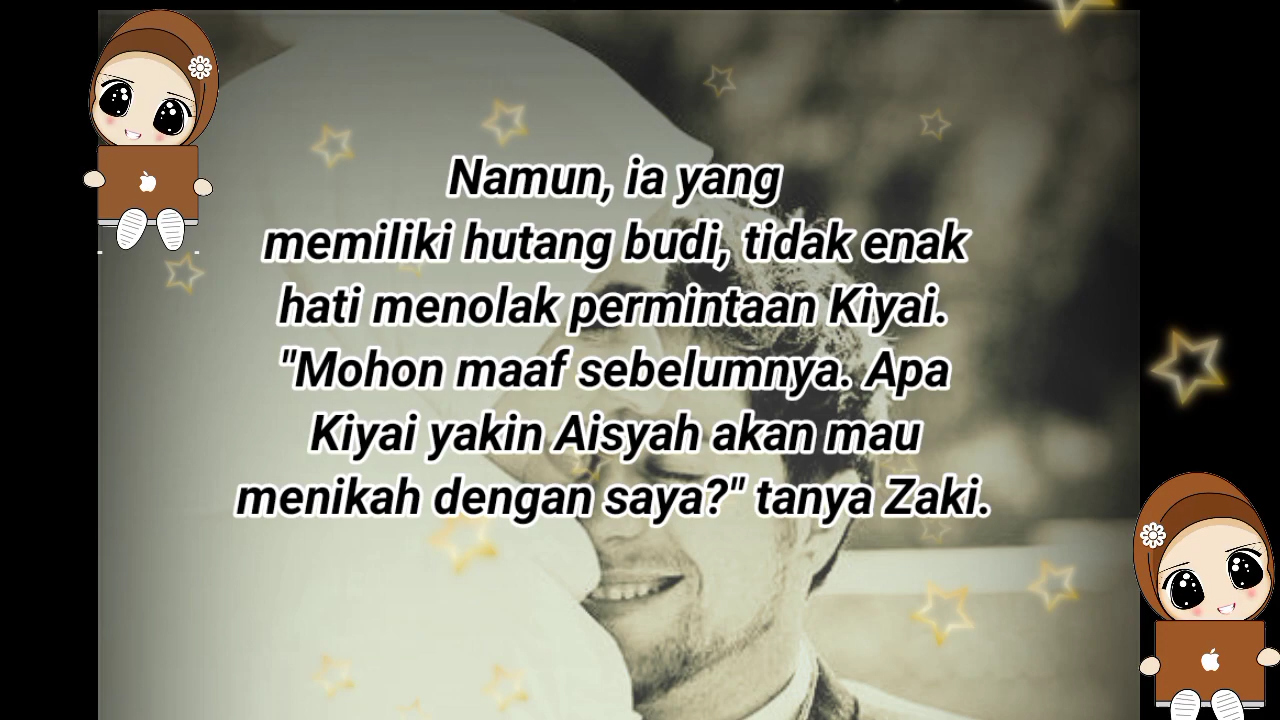 Namun, ia yang
memiliki hutang budi, tidak enak
hati menolak permintaan Kiyai.
"Mohon maaf sebelumnya. Apa
Kiyai yakin Aisyah akan mau
menikah dengan saya?" tanya Zaki.